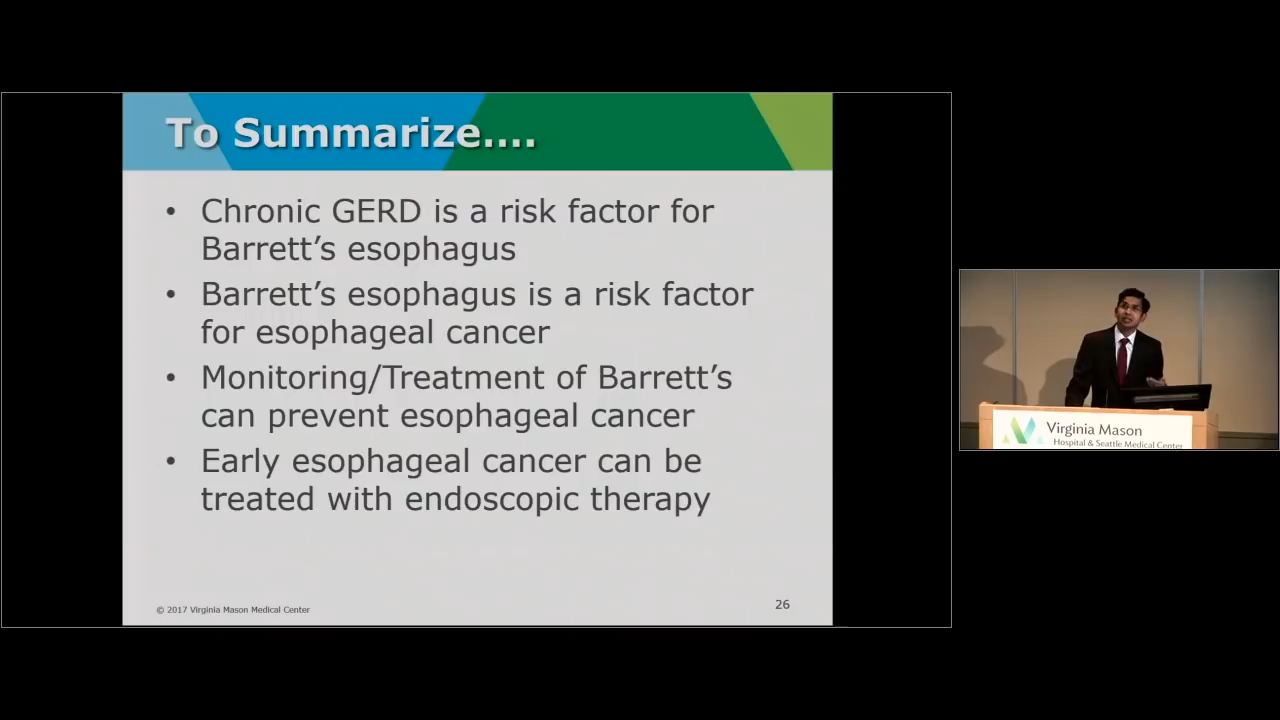 To Summarize....
• Chronic GERD is a risk factor for
Barrett’s esophagus
• Barrett’s esophagus is a risk factor
for esophageal cancer
• Monitoring/Treatment of Barrett’s
can prevent esophageal cancer
• Early esophageal cancer can be
treated with endoscopic therapy
© 2017 Virginia Mason Medical Center
26
Virginia Mason
Hospital & Seattle Medical Center